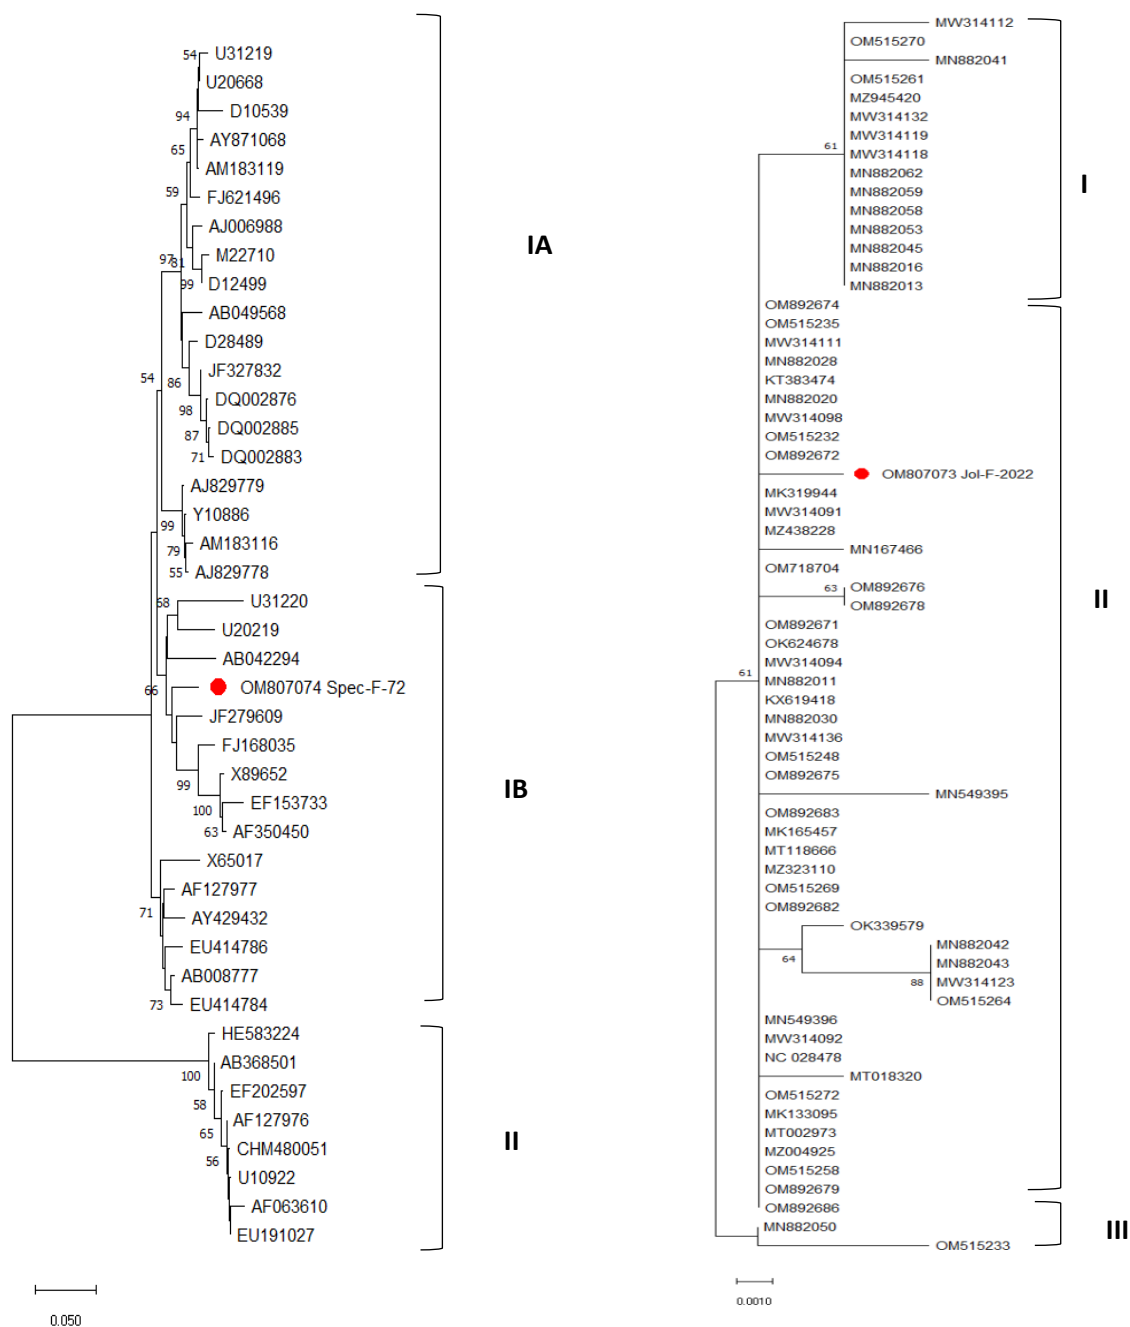 54
U31219
U20668
D10539
94
AY871068
65
AM183119
59
FJ621496
AJ006988
M22710
97
81
99
D12499
AB049568
D28489
JF327832
54
86
DQ002876
98
DQ002885
87
DQ002883
71
AJ829779
Y10886
99
AM183116
79
AJ829778
55
IA
U31220
68
U20219
AB042294
OM807074 Spec-F-72
66
JF279609
FJ168035
X89652
99
EF153733
100
AF350450
63
X65017
AF127977
AY429432
71
EU414786
AB008777
EU414784
73
IB
HE583224
AB368501
100
EF202597
58
AF127976
65
CHM480051
56
U10922
AF063610
EU191027
II
0.050
MW314112
OM515270
MN882041
OM515261
MZ945420
MW314132
MW314119
61
MW314118
MN882062
MN882059
MN882058
MN882053
MN882045
MN882016
MN882013
I
OM892674
OM515235
MW314111
MN882028
KT383474
MN882020
MW314098
OM515232
OM892672
OM807073 Jol-F-2022
MK319944
MW314091
MZ438228
MN167466
OM718704
63
OM892676
OM892678
OM892671
OK624678
MW314094
61
MN882011
KX619418
MN882030
MW314136
OM515248
OM892675
MN549395
OM892683
MK165457
MT118666
MZ323110
OM515269
OM892682
OK339579
MN882042
64
MN882043
88
MW314123
OM515264
MN549396
MW314092
NC 028478
MT018320
OM515272
MK133095
MT002973
MZ004925
OM515258
OM892679
II
OM892686
MN882050
OM515233
III
0.0010